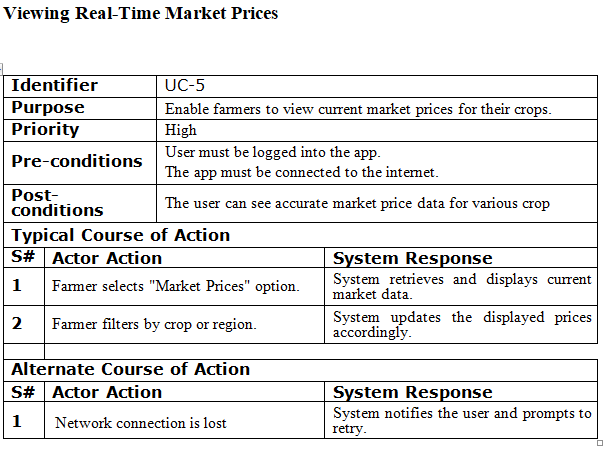 Viewing Real-Time Market Prices
Identifier UC-5
Purpose Enable farmers to view current market prices for their crops.
Priority High
Pre-conditions User must be logged into the app.
The app must be connected to the internet.
Post-
conditions The user can see accurate market price data for various crop
Typical Course of Action
S# Actor Action System Response
1 Farmer selects "Market Prices" option. System retrieves and displays current
market data.
2 Farmer filters by crop or region. System updates the displayed prices
accordingly.
Alternate Course of Action
S# Actor Action System Response
1 Network connection is lost System notifies the user and prompts to
retry.